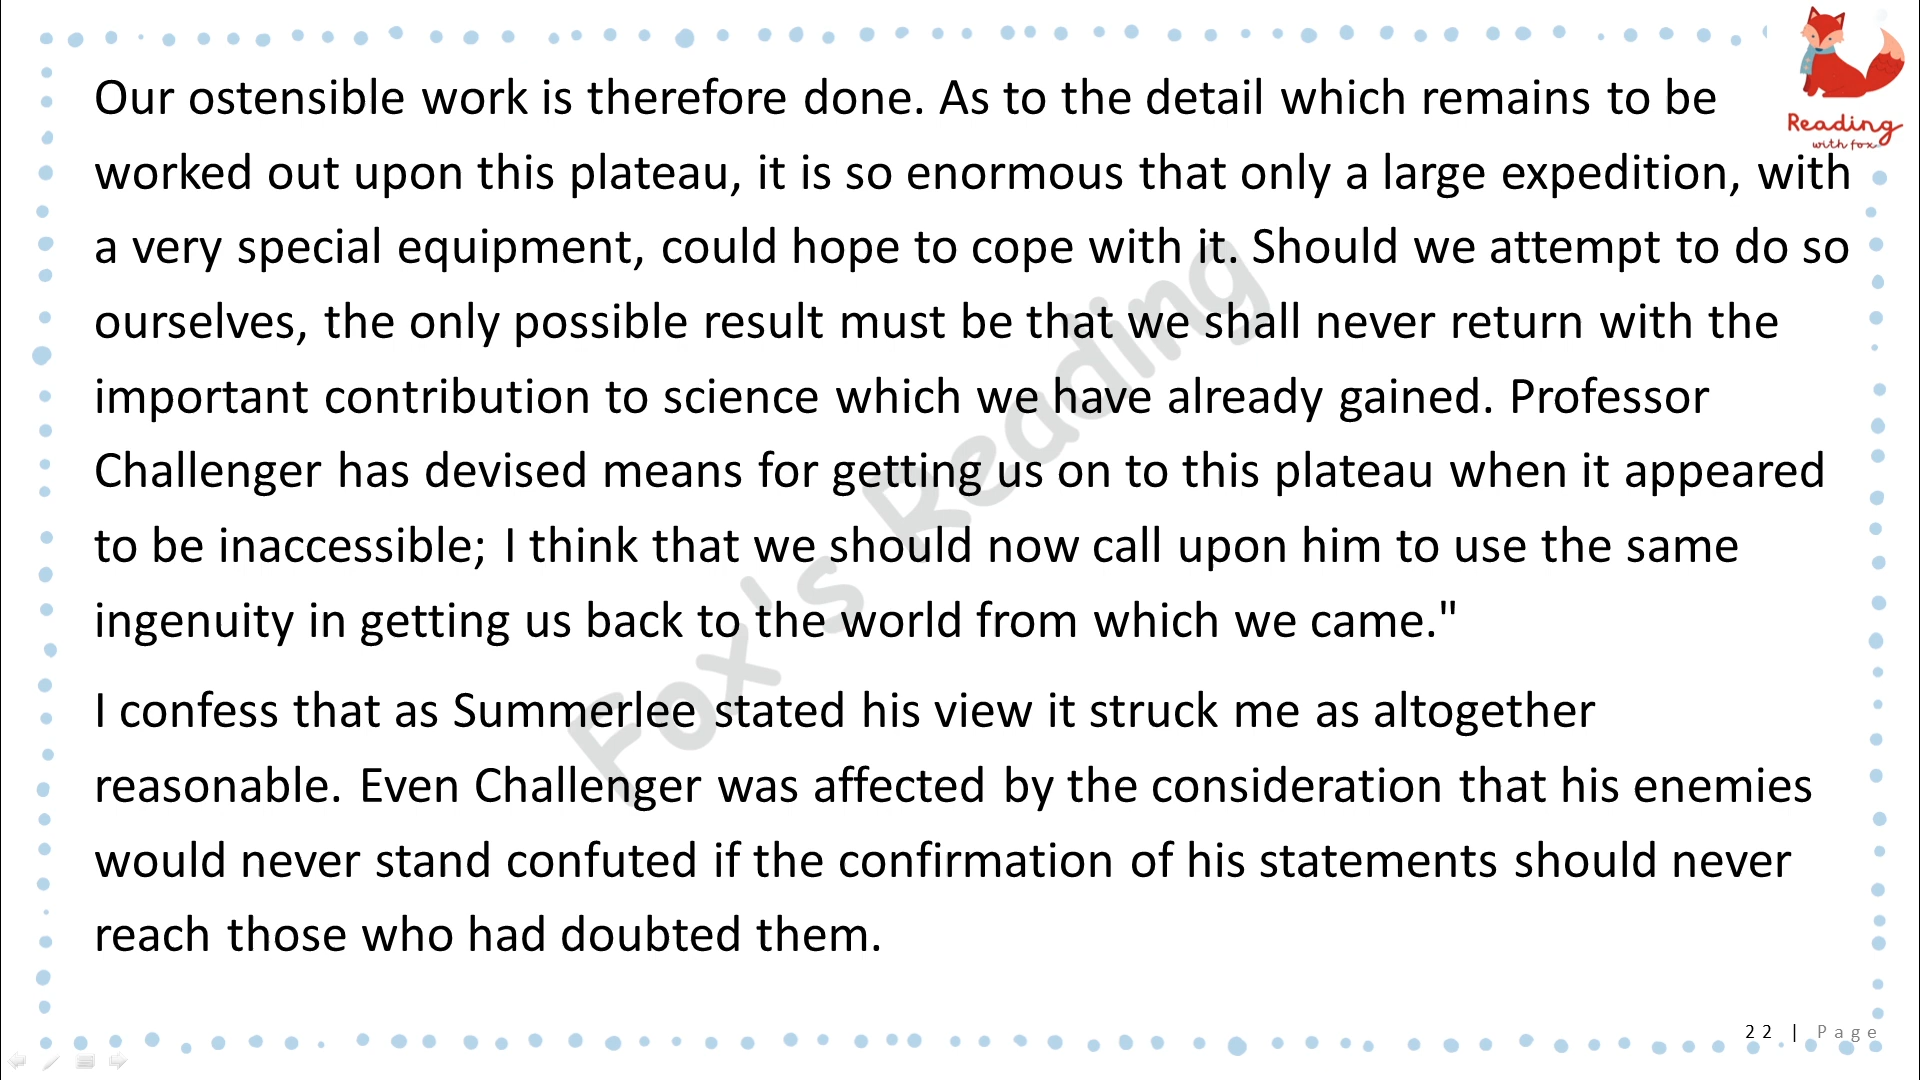 Our ostensible work is therefore done. As to the detail which remains to be
worked out upon this plateau, it is so enormous that only a large expedition, with
a very special equipment, could hope to cope with it. Should we attempt to do so
ourselves, the only possible result must be that we shall never return with the
important contribution to science which we have already gained. Professor
Challenger has devised means for getting us on to this plateau when it appeared
to be inaccessible; I think that we should now call upon him to use the same
ingenuity in getting us back to the world from which we came."
I confess that as Summerlee stated his view it struck me as altogether
reasonable. Even Challenger was affected by the consideration that his enemies
would never stand confuted if the confirmation of his statements should never
reach those who had doubted them.
Reading
with fox
Fox's Reading
22 | Page